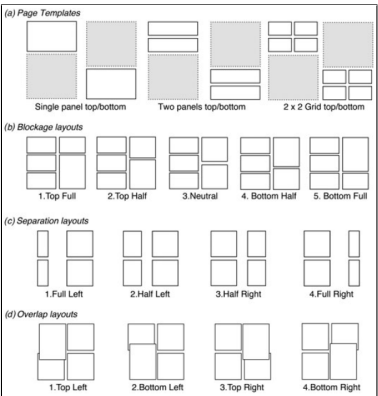 (a) Page Templates
Single panel top/bottom Two panels top/bottom 2 x 2 Grid top/bottom
(b) Blockage layouts
1.Top Full 2.Top Half 3.Neutral 4. Bottom Half 5. Bottom Full
(c) Separation layouts
1.Full Left 2.Half Left 3.Half Right 4.Full Right
(d) Overlap layouts
1.Top Left 2.Bottom Left 3.Top Right 4.Bottom Right